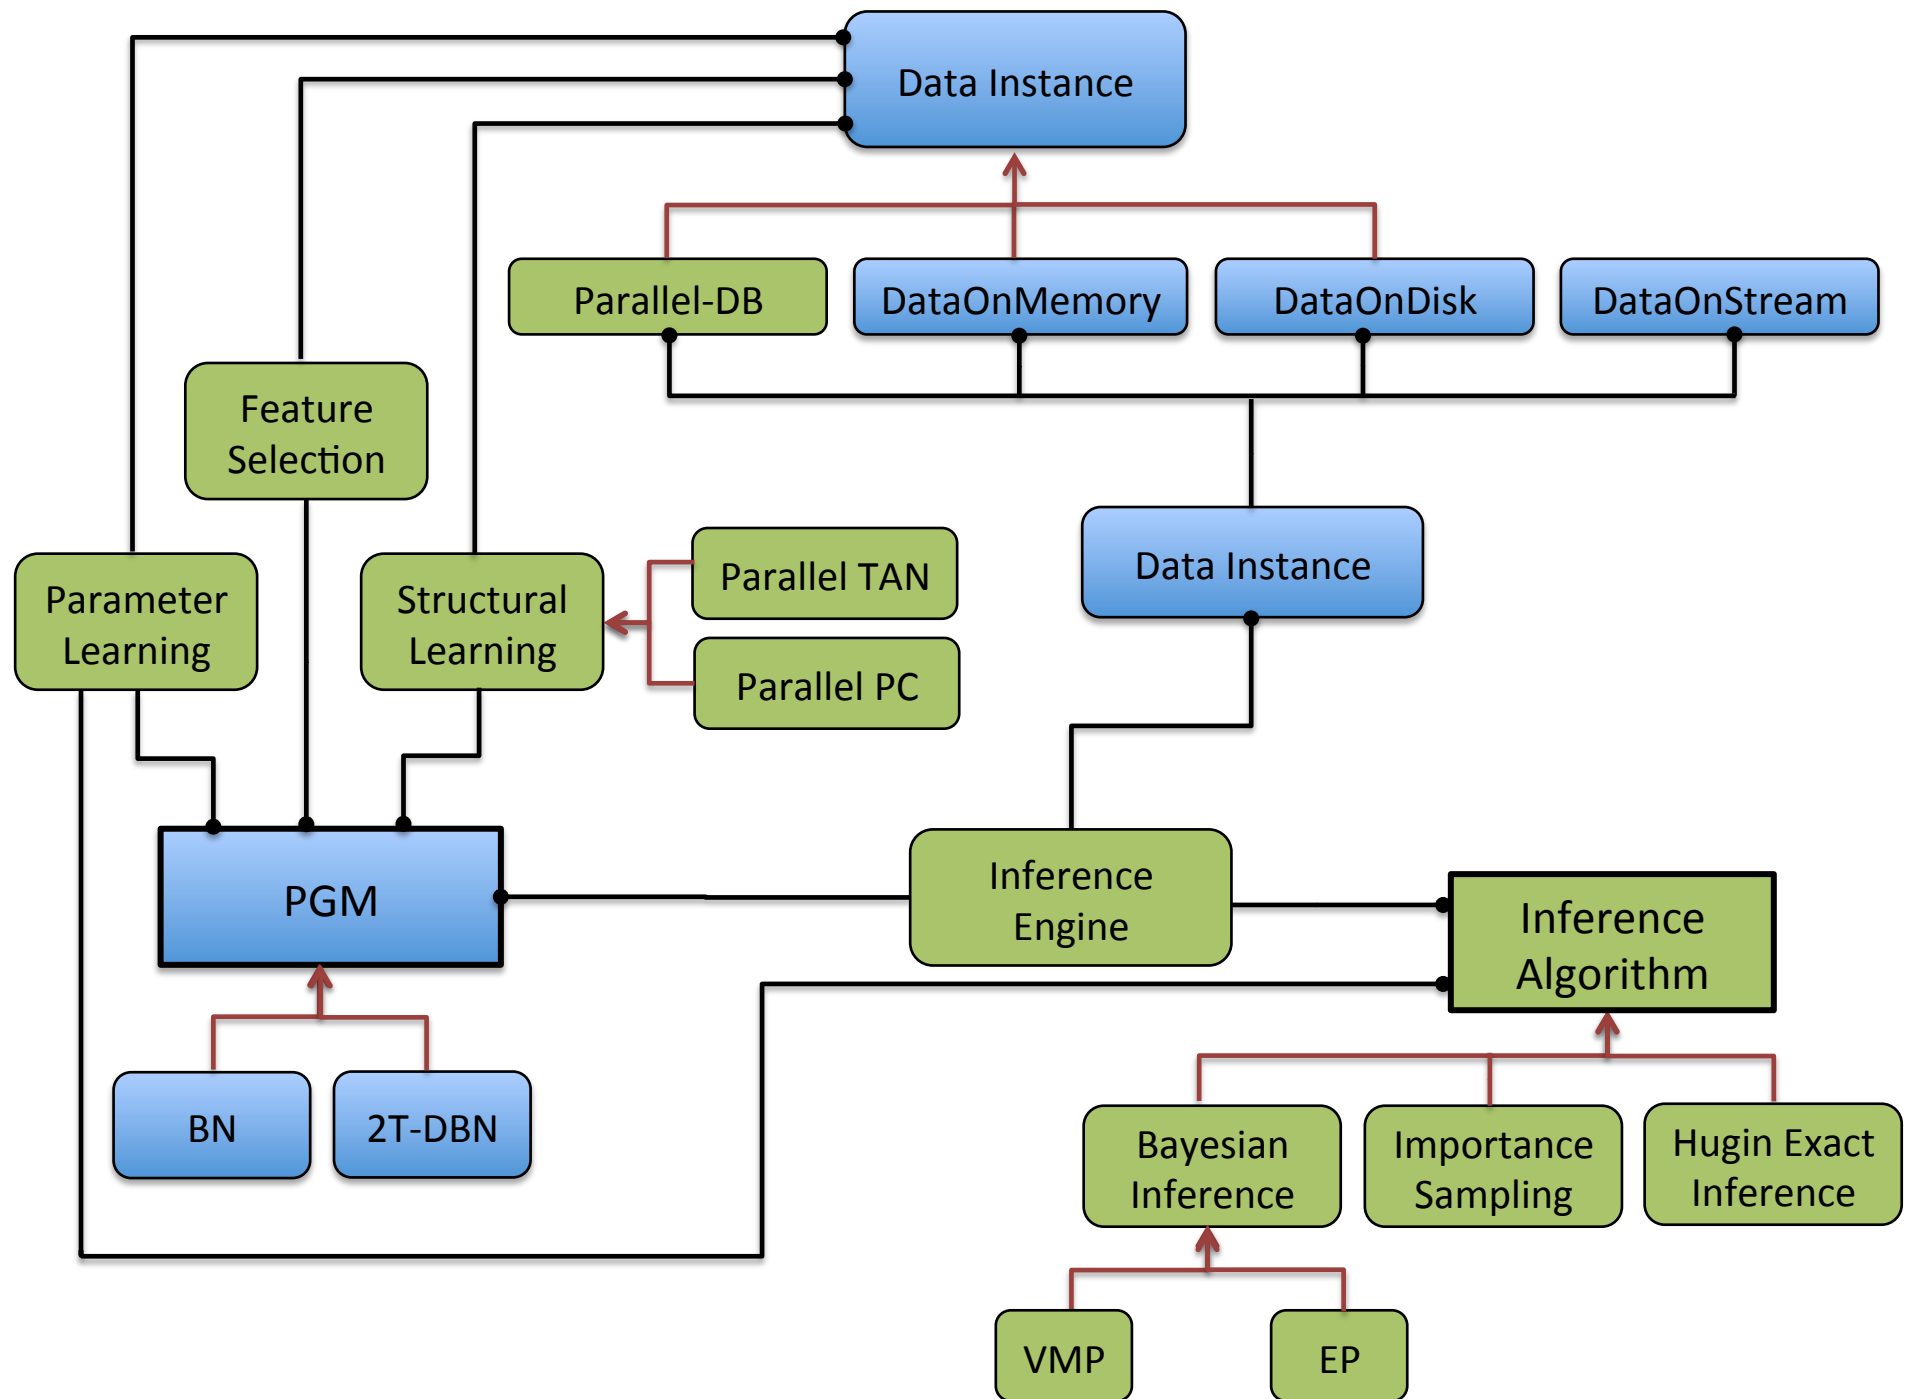 Data Instance
Parallel-DB
DataOnMemory
DataOnDisk
DataOnStream
Feature
Selection
Parallel TAN
Data Instance
Parameter
Learning
Structural
Learning
Parallel PC
PGM
Inference
Engine
Inference
Algorithm
BN
2T-DBN
Bayesian
Inference
Importance
Sampling
Hugin Exact
Inference
VMP
EP